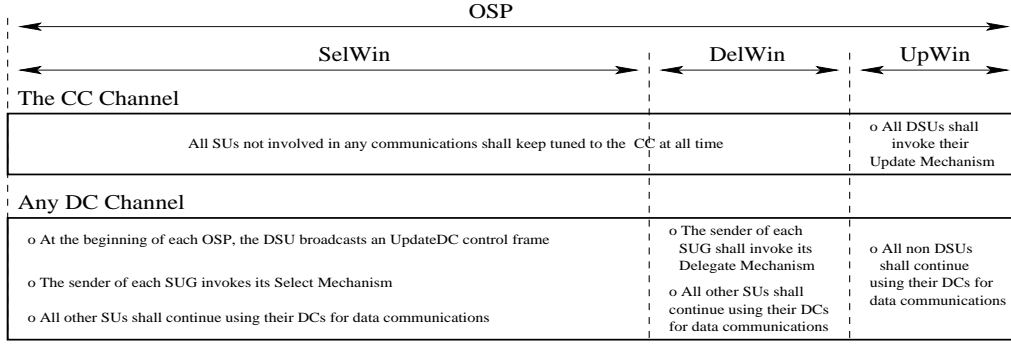 OSP
SelWin
DelWin
UpWin
The CC Channel
All SUs not involved in any communications shall keep tuned to the CC at all time
o All DSUs shall
invoke their
Update Mechanism
Any DC Channel
o At the beginning of each OSP, the DSU broadcasts an UpdateDC control frame
o The sender of each SUG invokes its Select Mechanism
o All other SUs shall continue using their DCs for data communications
o The sender of each
SUG shall invoke its
Delegate Mechanism
o All other SUs shall
continue using their DCs
for data communications
o All non DSUs
shall continue
using their DCs for
data communications